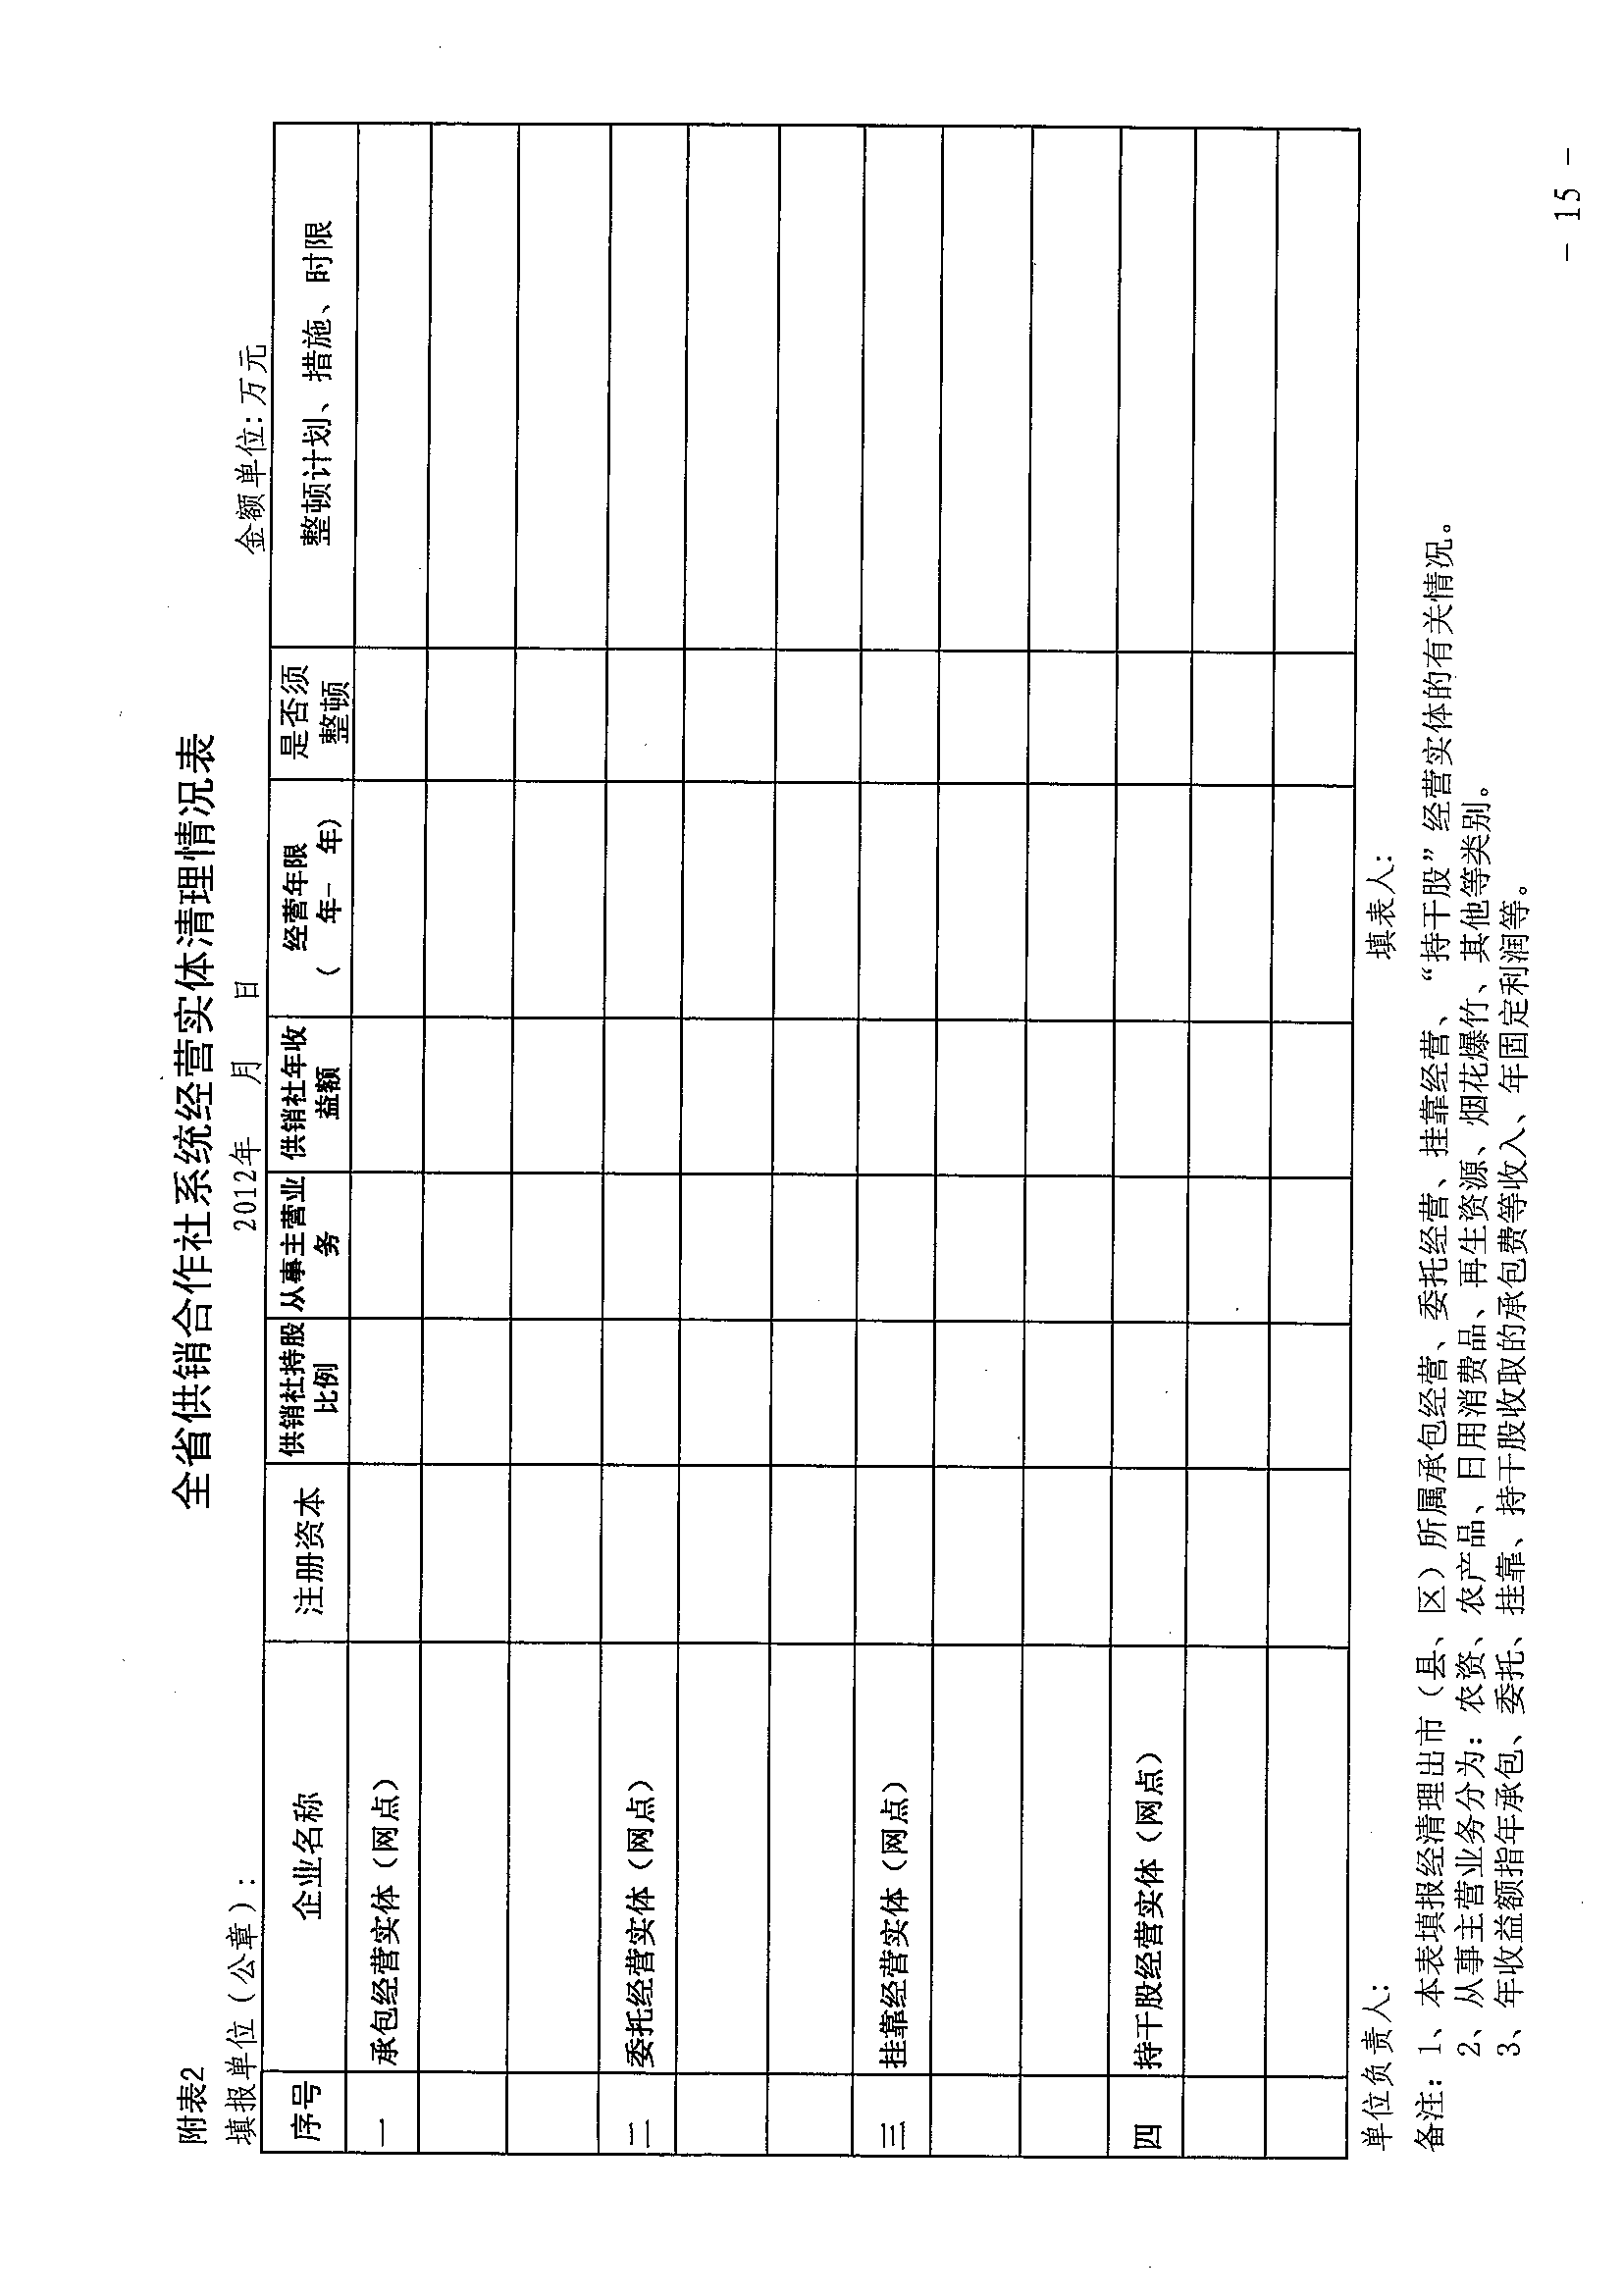 附表2
全省供销合作社系统经营实体清理情况表
填报单位（公章）：
2012年 月 日
金额单位：万元
序号 企业名称 注册资本 供销社持股比例 从事主营业务 供销社年收益额 经营年限（ 年- 年） 是否须整顿 整顿计划、措施、时限
一 承包经营实体（网点）
二 委托经营实体（网点）
三 挂靠经营实体（网点）
四 持干股经营实体（网点）
单位负责人： 填表人：
备注：1、本表填报经清理出市（县、区）所属承包经营、委托经营、挂靠经营、“持干股”经营实体的有关情况。
2、从事主营业务分为：农资、农产品、日用消费品、再生资源、烟花爆竹、其他等类别。
3、年收益额指年承包、委托、挂靠、持干股收取的承包费等收入、年固定利润等。
- 15 -